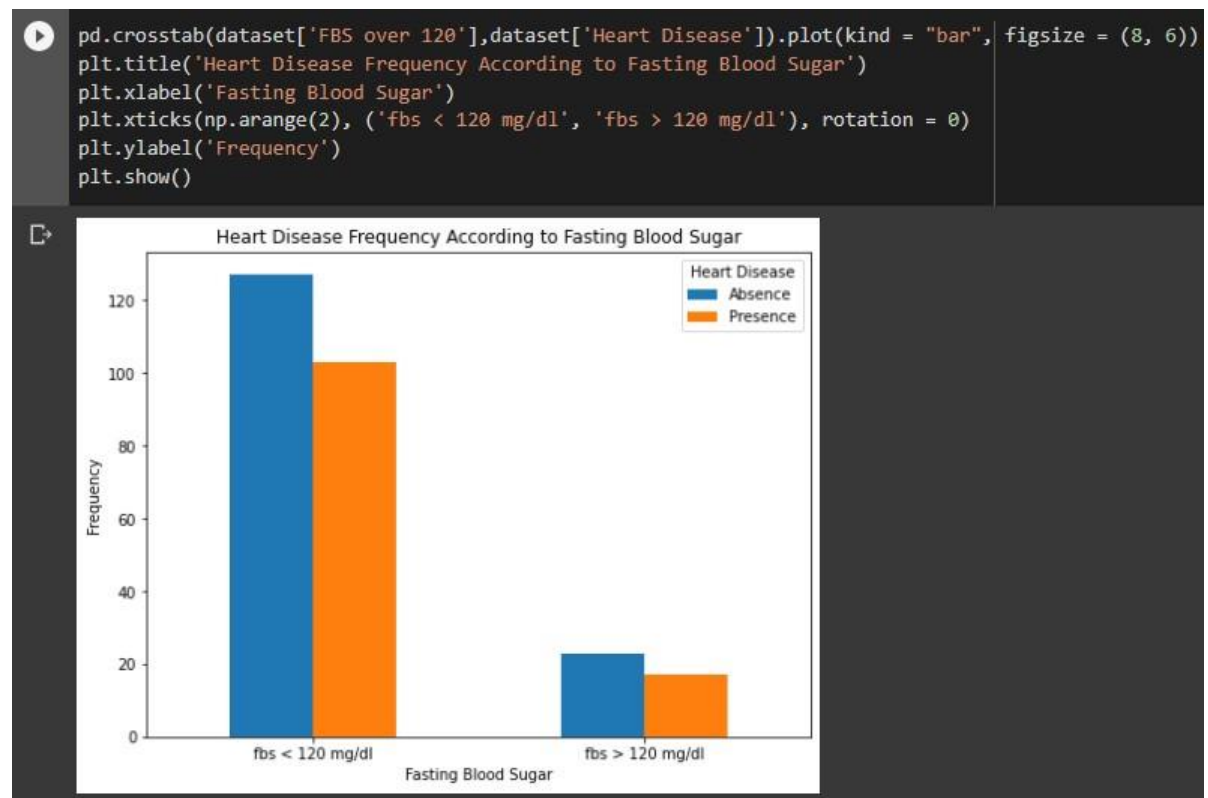 pd.crosstab(dataset['FBS over 120'],dataset['Heart Disease']).plot(kind = "bar", figsize = (8, 6))
plt.title('Heart Disease Frequency According to Fasting Blood Sugar')
plt.xlabel('Fasting Blood Sugar')
plt.xticks(np.arange(2), ('fbs < 120 mg/dl', 'fbs > 120 mg/dl'), rotation = 0)
plt.ylabel('Frequency')
plt.show()
Heart Disease Frequency According to Fasting Blood Sugar
Heart Disease
Absence
Presence
120
100
80
60
40
20
0
Frequency
fbs < 120 mg/dl
fbs > 120 mg/dl
Fasting Blood Sugar